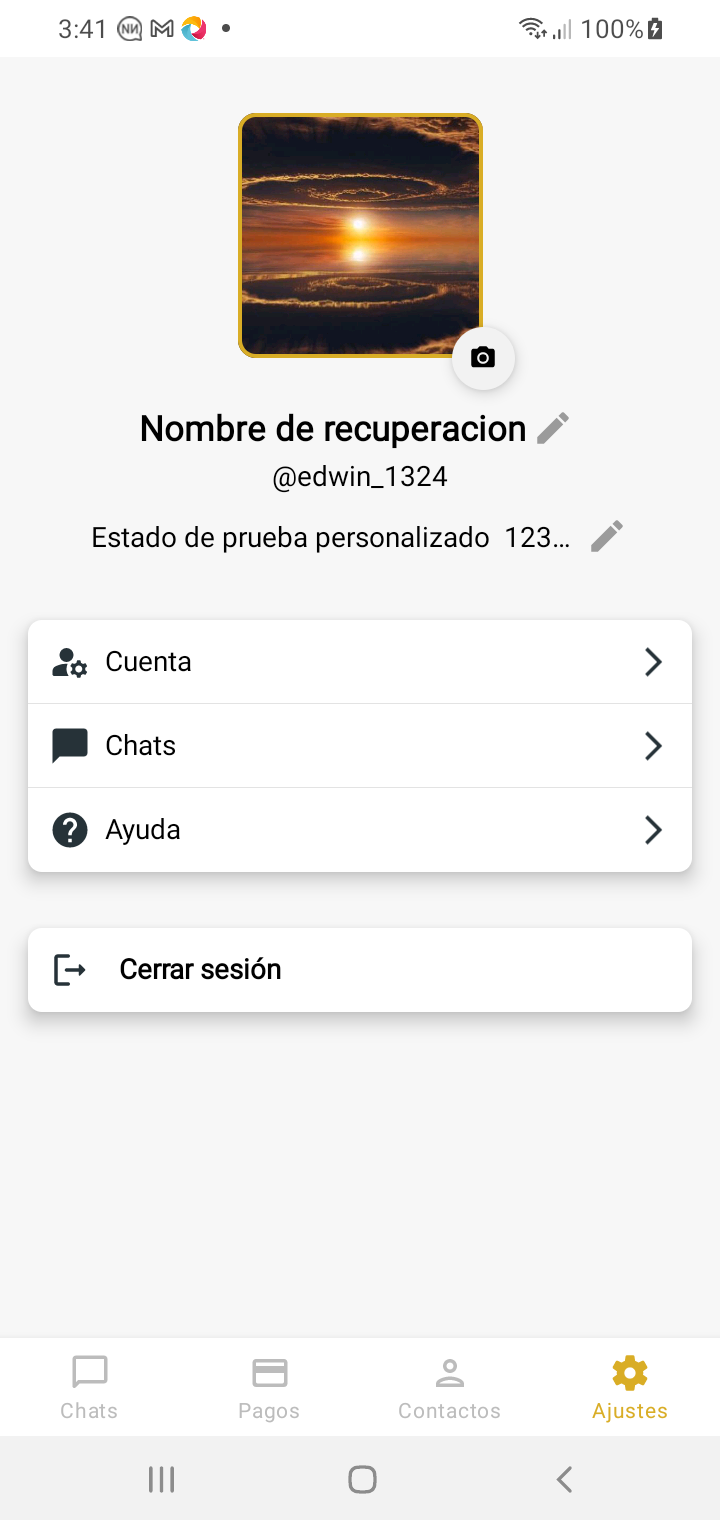 3:41 100%
Nombre de recuperacion
@edwin_1324
Estado de prueba personalizado 123...
Cuenta
Chats
Ayuda
Cerrar sesión
Chats Pagos Contactos Ajustes